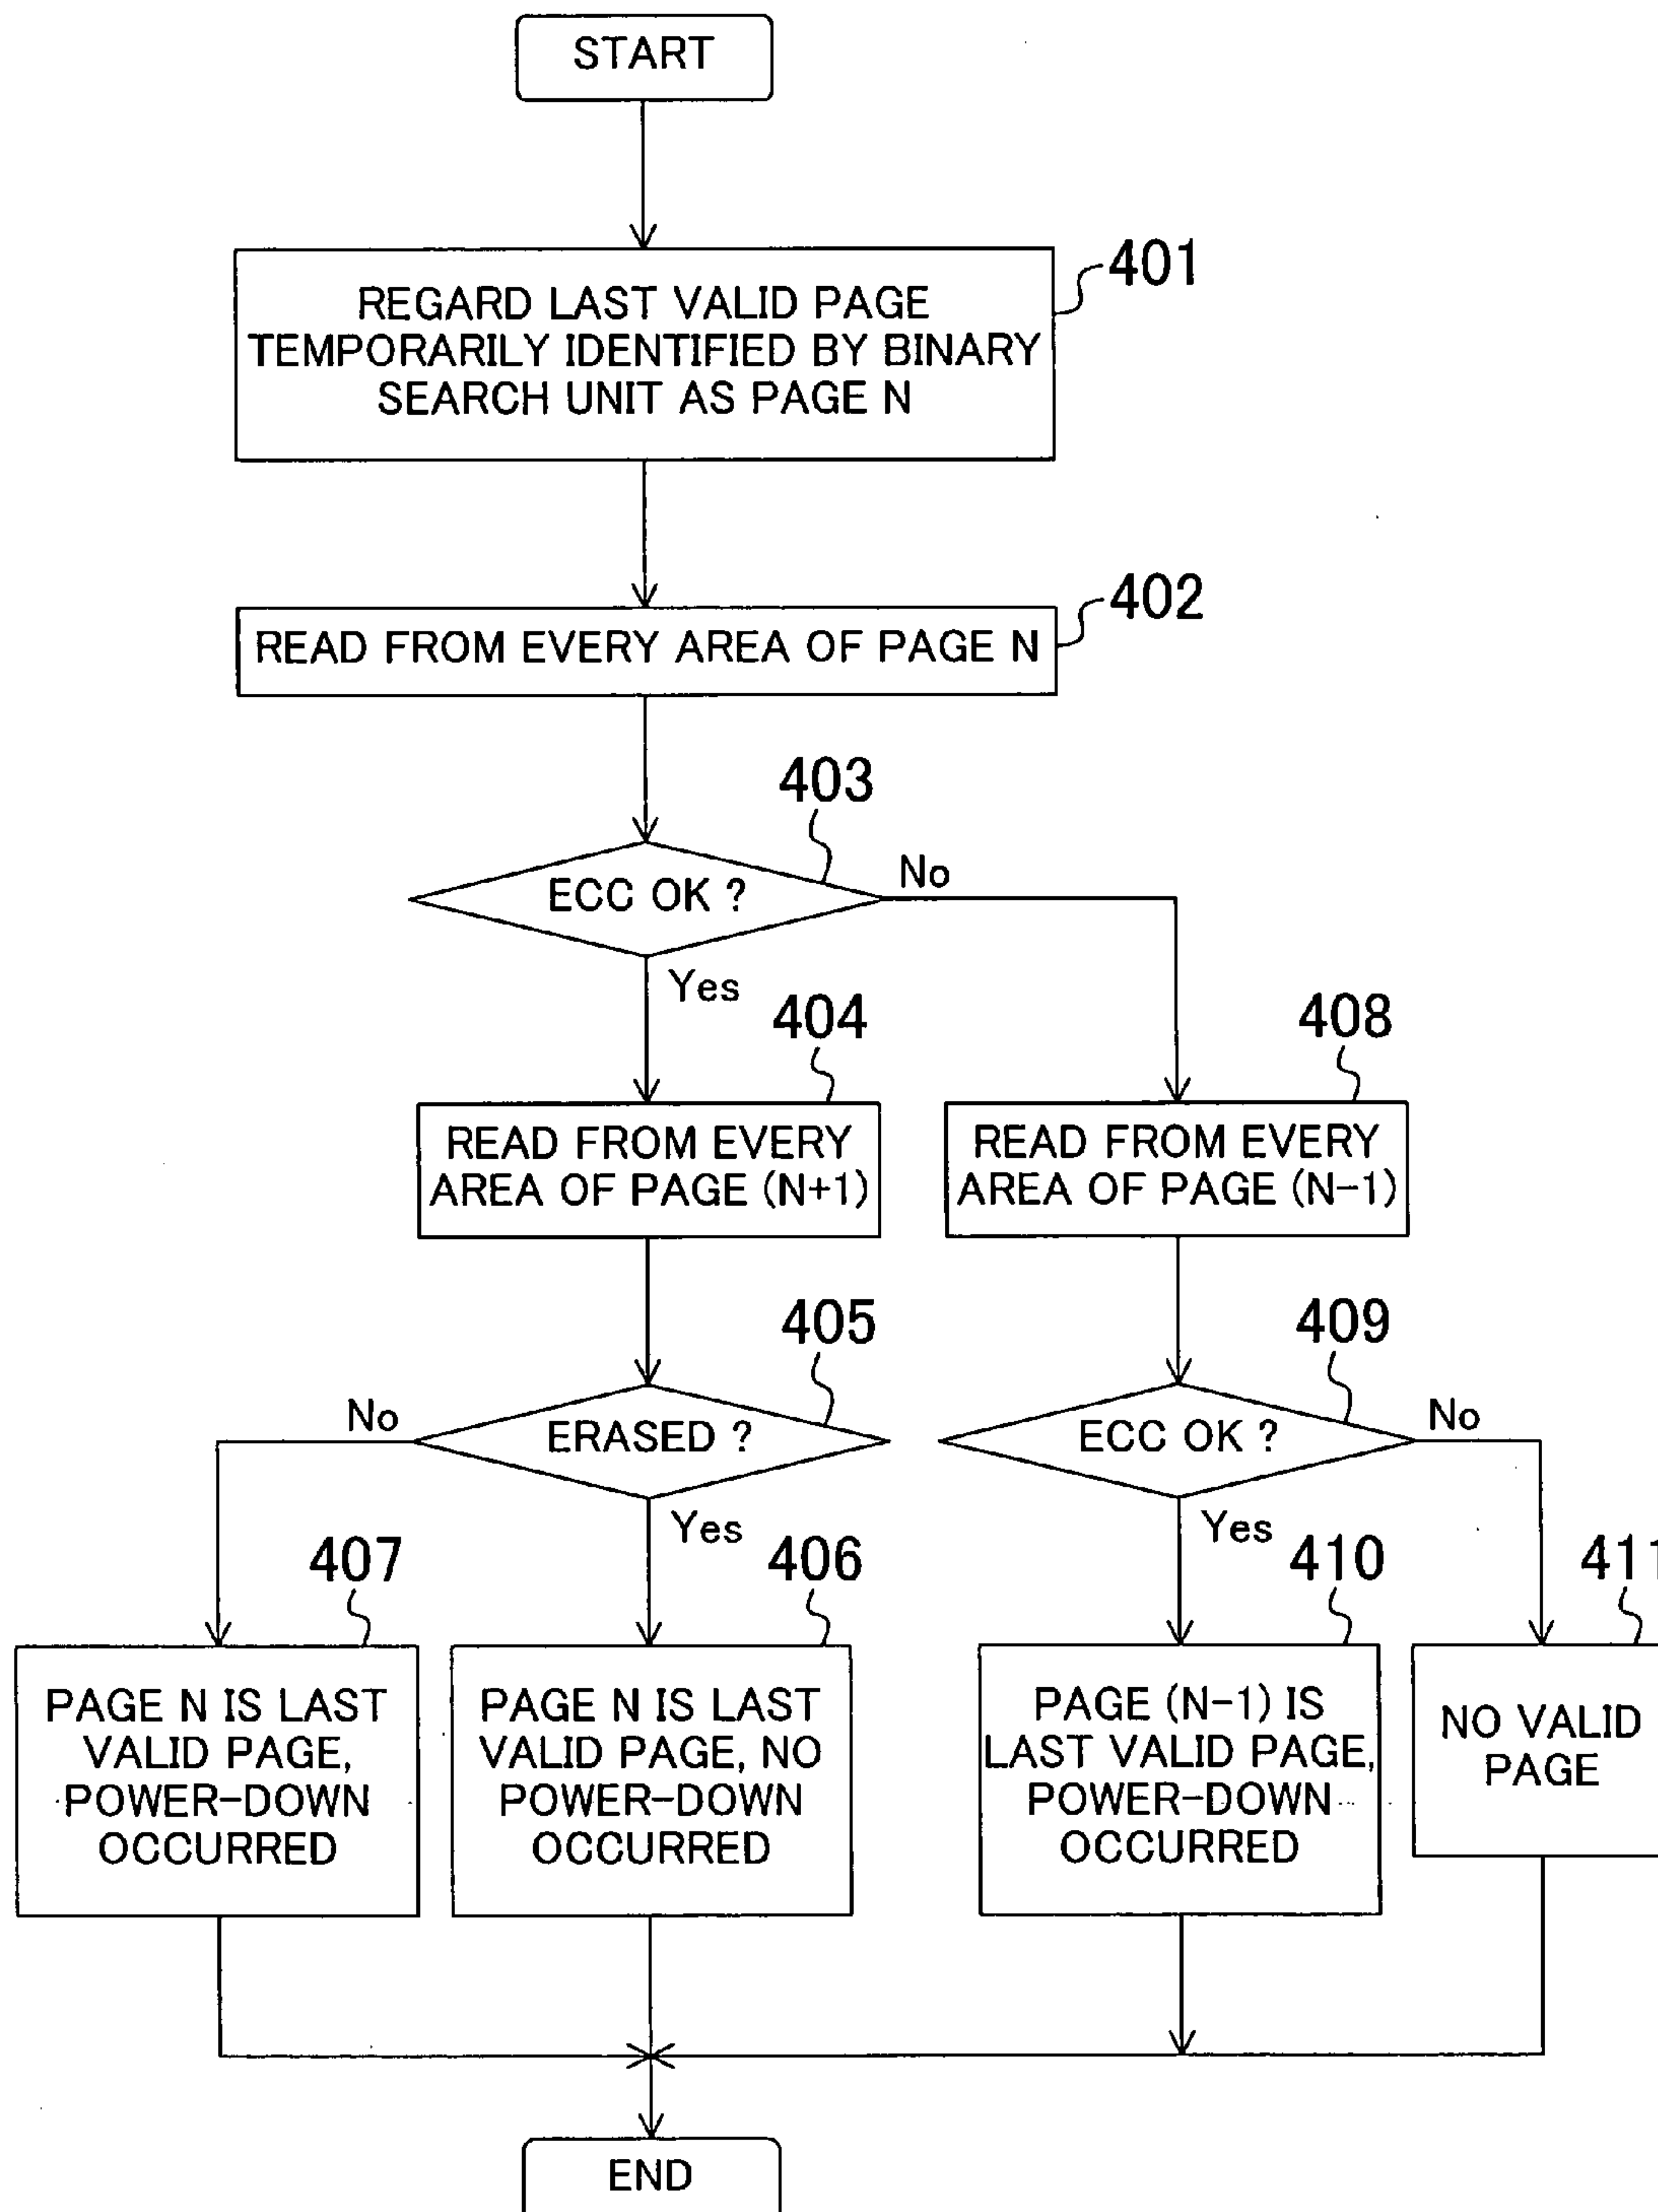 START
401
REGARD LAST VALID PAGE
TEMPORARILY IDENTIFIED BY BINARY
SEARCH UNIT AS PAGE N
402
READ FROM EVERY AREA OF PAGE N
403
ECC OK ?
No
Yes
404
408
READ FROM EVERY
AREA OF PAGE (N+1)
READ FROM EVERY
AREA OF PAGE (N-1)
405
409
No
ERASED ?
ECC OK ?
No
Yes
Yes
407
406
410
411
PAGE N IS LAST
VALID PAGE,
POWER-DOWN
OCCURRED
PAGE N IS LAST
VALID PAGE, NO
POWER-DOWN
OCCURRED
PAGE (N-1) IS
LAST VALID PAGE,
POWER-DOWN
OCCURRED
NO VALID
PAGE
END